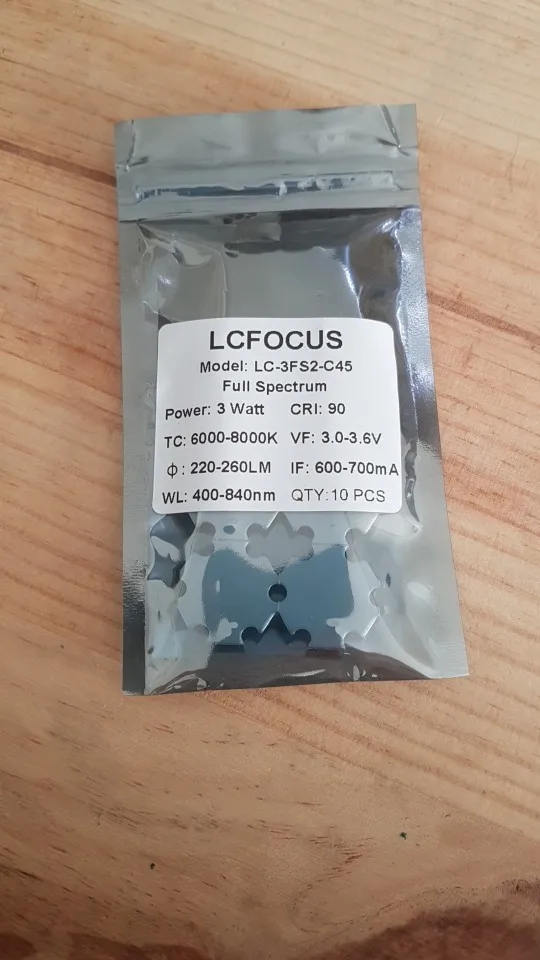 LCFOCUS
Model: LC-3FS2-C45
Full Spectrum
Power: 3 Watt CRI: 90
TC: 6000-8000K VF: 3.0-3.6V
ϕ: 220-260LM IF: 600-700mA
WL: 400-840nm QTY:10 PCS